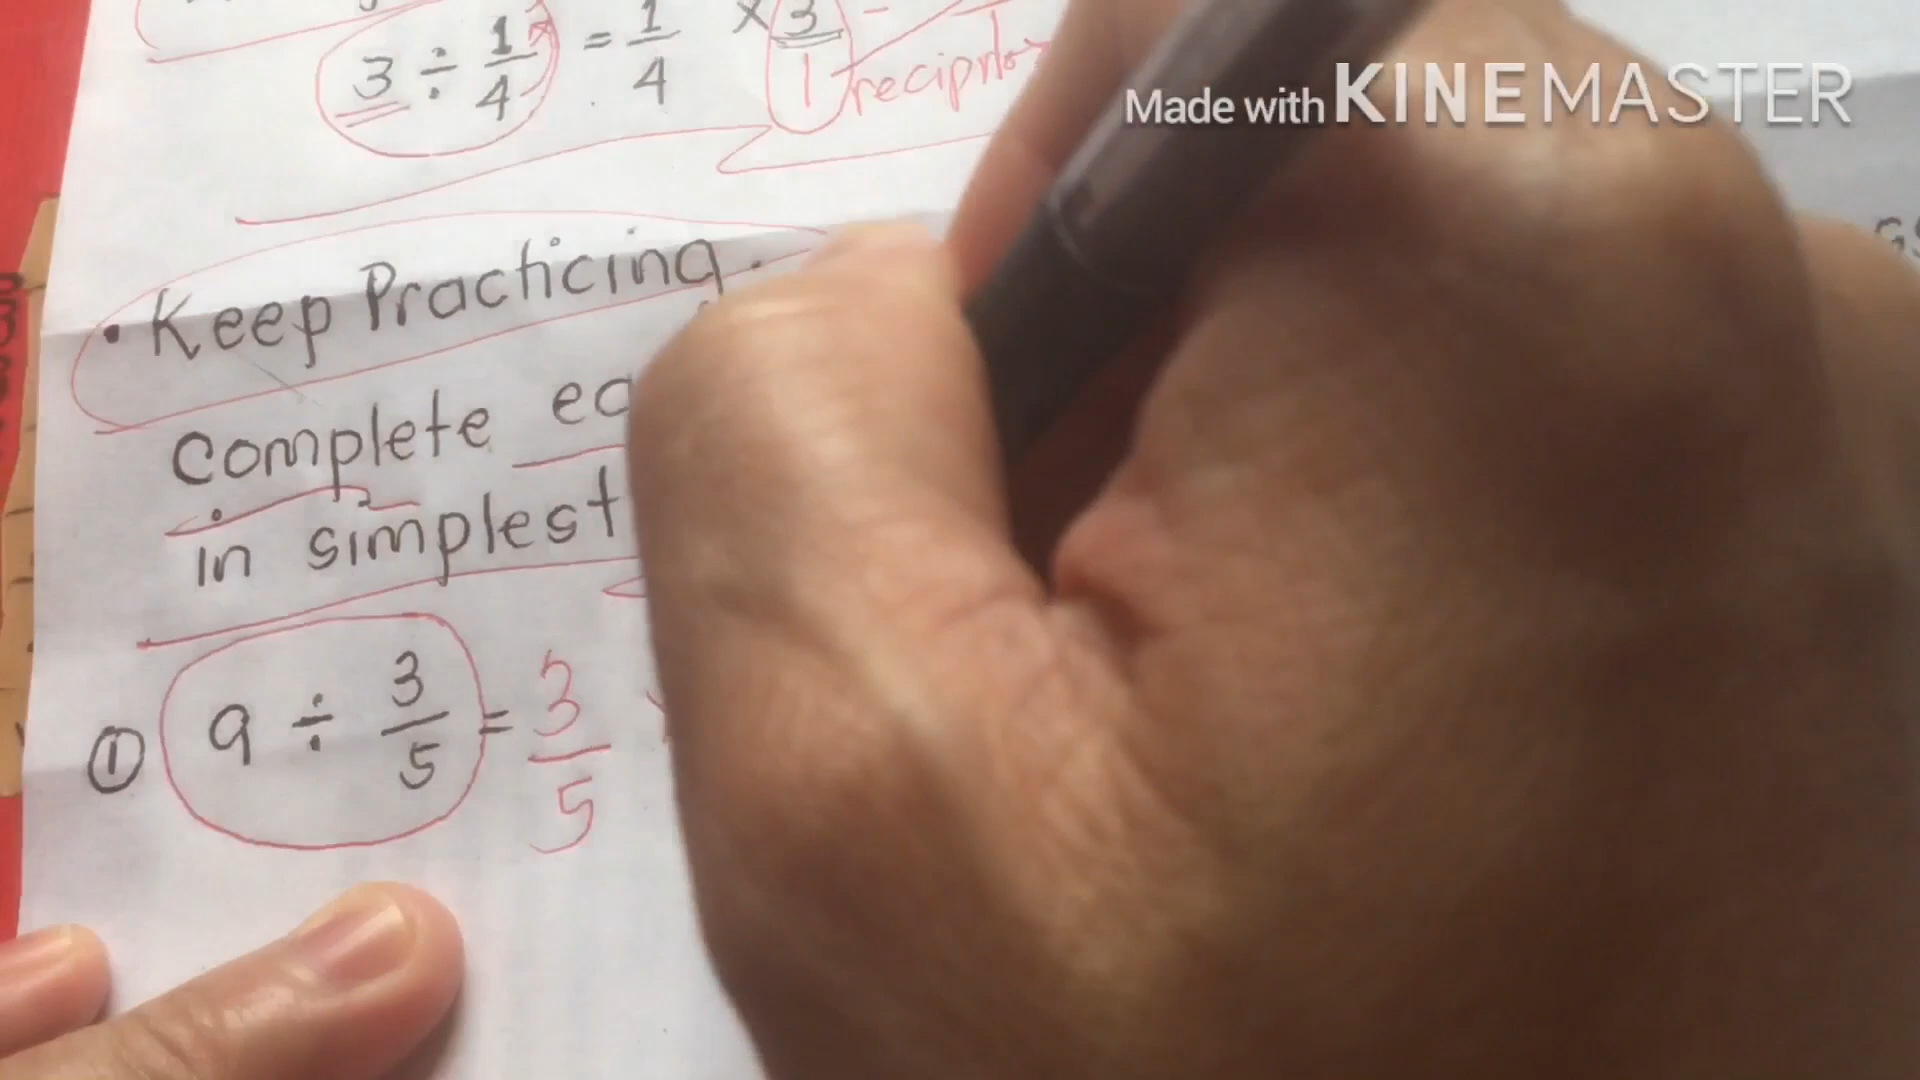 3 ÷ 1/4 = 1/4 × 3/1 reciproc
Made with KINEMASTER
• Keep Practicing.
Complete
in simplest
① 9 ÷ 3/5 = 3/5